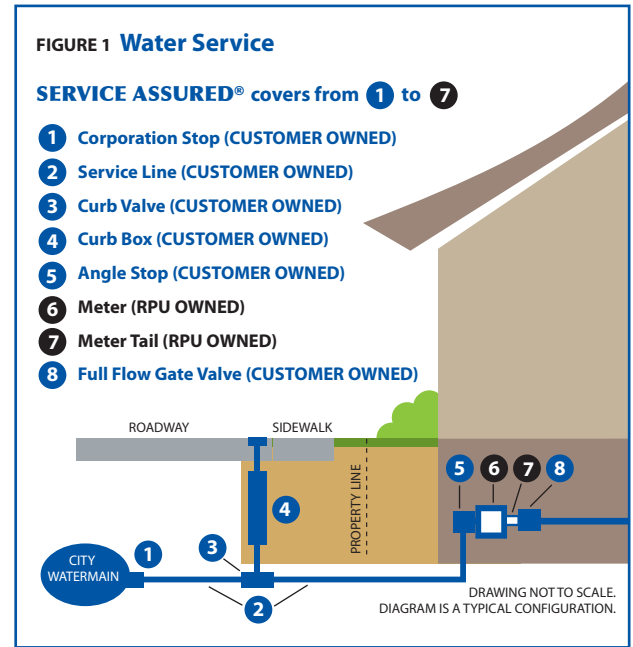 FIGURE 1 Water Service
SERVICE ASSURED® covers from 1 to 7
1 Corporation Stop (CUSTOMER OWNED)
2 Service Line (CUSTOMER OWNED)
3 Curb Valve (CUSTOMER OWNED)
4 Curb Box (CUSTOMER OWNED)
5 Angle Stop (CUSTOMER OWNED)
6 Meter (RPU OWNED)
7 Meter Tail (RPU OWNED)
8 Full Flow Gate Valve (CUSTOMER OWNED)
ROADWAY SIDEWALK
5 6 7 8
4
PROPERTY LINE
3
1
CITY
WATERMAIN
2
DRAWING NOT TO SCALE.
DIAGRAM IS A TYPICAL CONFIGURATION.